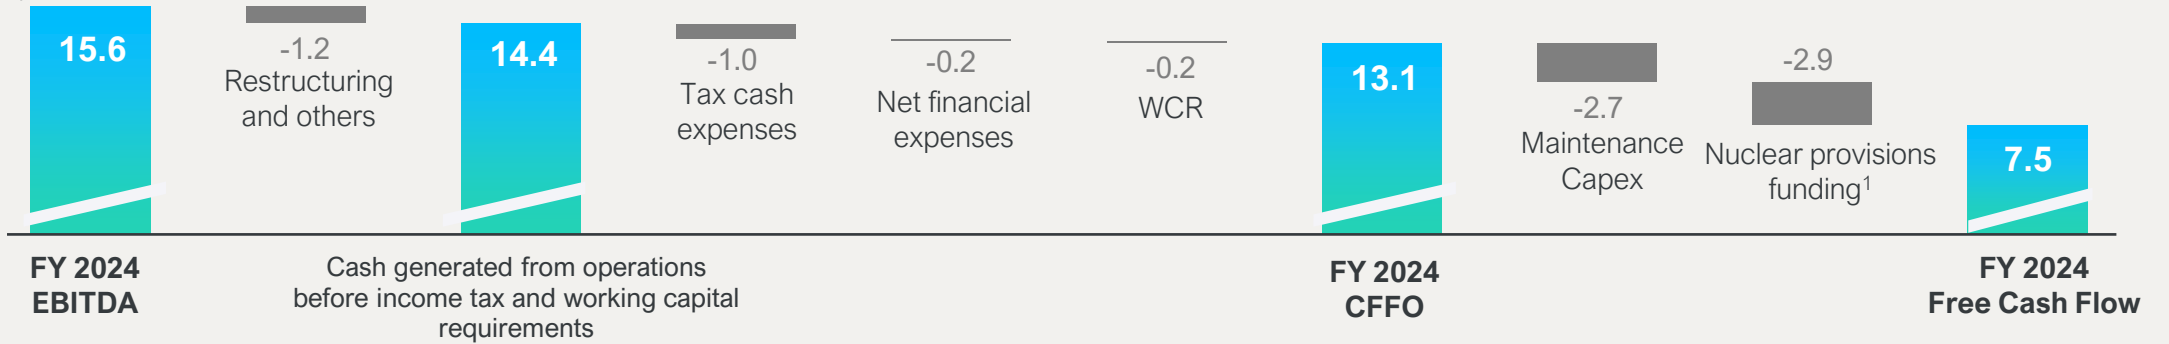 15.6
-1.2
Restructuring
and others
14.4
-1.0
Tax cash
expenses
-0.2
Net financial
expenses
-0.2
WCR
13.1
-2.7
Maintenance
Capex
-2.9
Nuclear provisions
funding¹
7.5
FY 2024
EBITDA
Cash generated from operations
before income tax and working capital
requirements
FY 2024
CFFO
FY 2024
Free Cash Flow